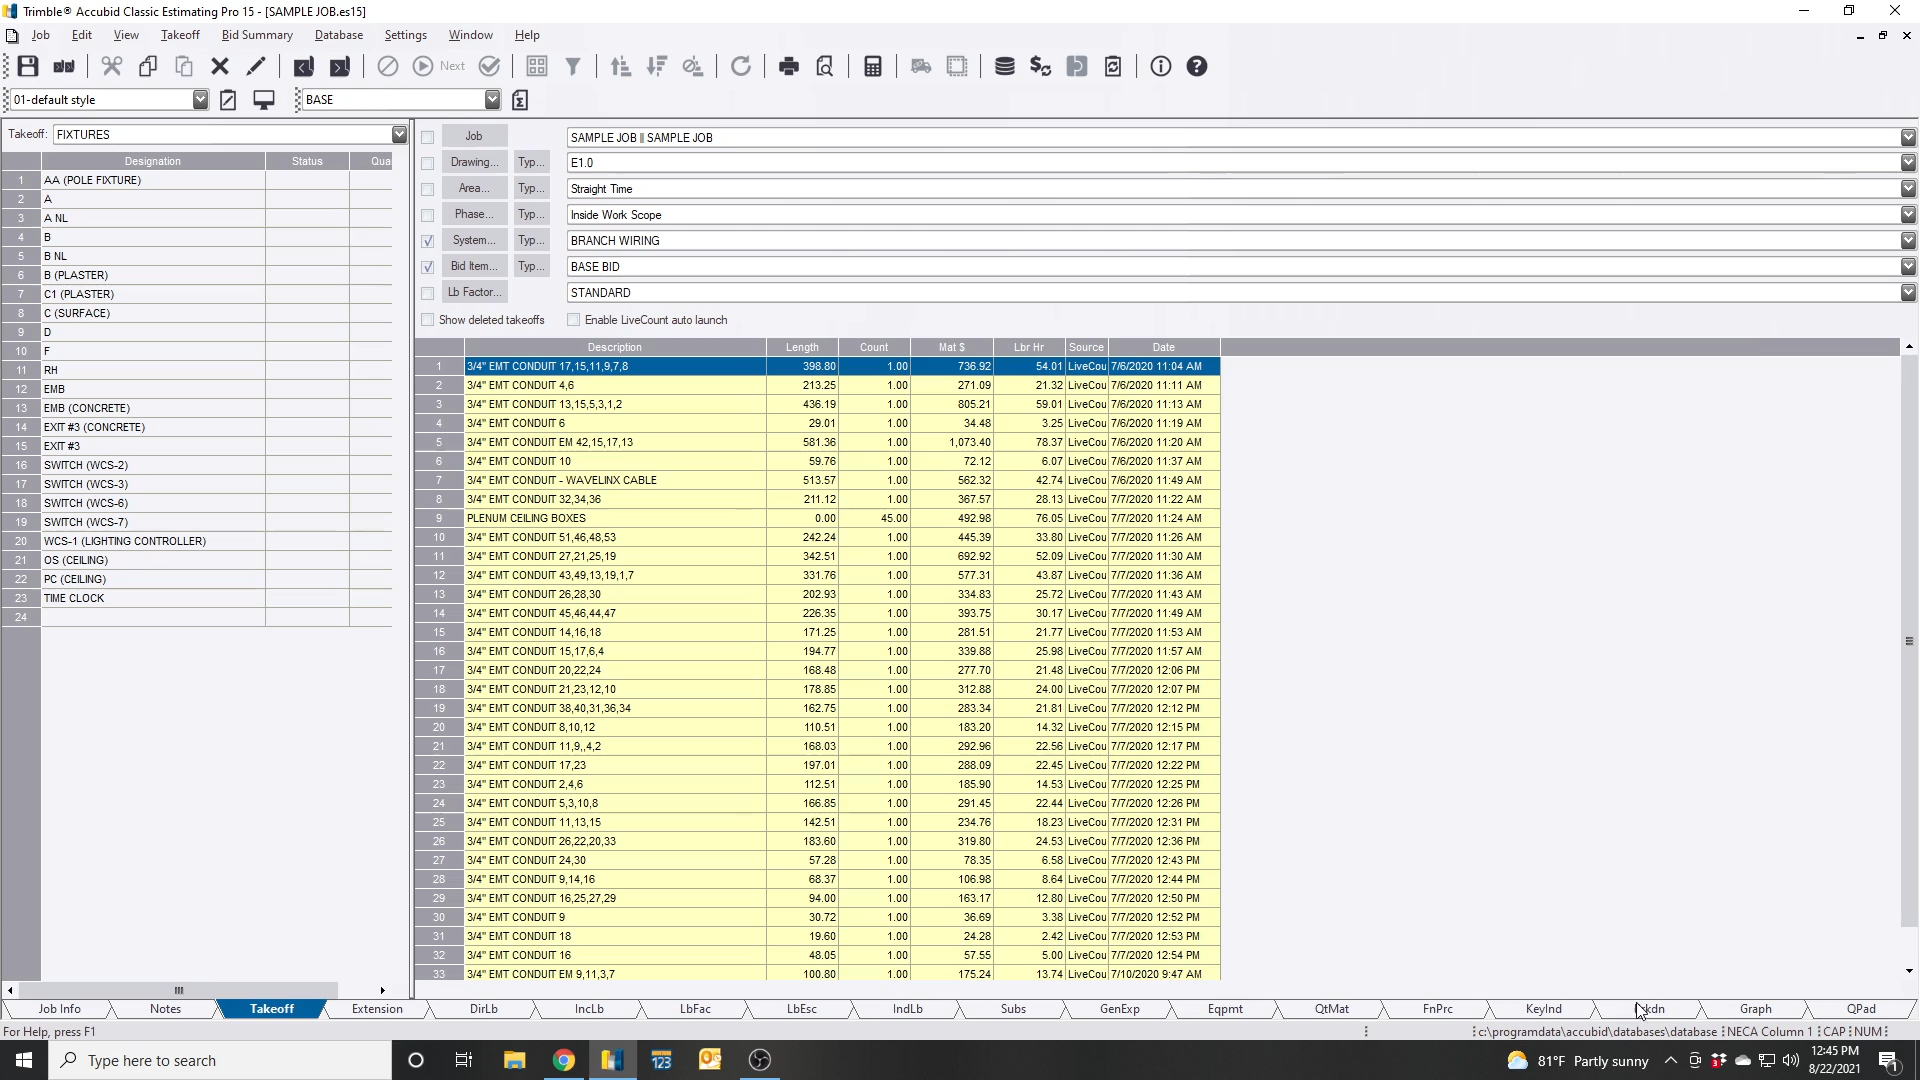 Trimble® Accubid Classic Estimating Pro 15 - [SAMPLE JOB.es15]
Job Edit View Takeoff Bid Summary Database Settings Window Help
Next
01-default style BASE
Takeoff: FIXTURES
Designation Status Qua
1 AA (POLE FIXTURE)
2 A
3 A NL
4 B
5 B NL
6 B (PLASTER)
7 C1 (PLASTER)
8 C (SURFACE)
9 D
10 F
11 RH
12 EMB
13 EMB (CONCRETE)
14 EXIT #3 (CONCRETE)
15 EXIT #3
16 SWITCH (WCS-2)
17 SWITCH (WCS-3)
18 SWITCH (WCS-6)
19 SWITCH (WCS-7)
20 WCS-1 (LIGHTING CONTROLLER)
21 OS (CEILING)
22 PC (CEILING)
23 TIME CLOCK
24
Job SAMPLE JOB || SAMPLE JOB
Drawing... Typ... E1.0
Area... Typ... Straight Time
Phase... Typ... Inside Work Scope
System... Typ... BRANCH WIRING
Bid Item... Typ... BASE BID
Lb Factor... STANDARD
Show deleted takeoffs Enable LiveCount auto launch
Description Length Count Mat $ Lbr Hr Source Date
1 3/4" EMT CONDUIT 17,15,11,9,7,8 398.80 1.00 736.92 54.01 LiveCou 7/6/2020 11:04 AM
2 3/4" EMT CONDUIT 4,6 213.25 1.00 271.09 21.32 LiveCou 7/6/2020 11:11 AM
3 3/4" EMT CONDUIT 13,15,5,3,1,2 436.19 1.00 805.21 59.01 LiveCou 7/6/2020 11:13 AM
4 3/4" EMT CONDUIT 6 29.01 1.00 34.48 3.25 LiveCou 7/6/2020 11:19 AM
5 3/4" EMT CONDUIT EM 42,15,17,13 581.36 1.00 1,073.40 78.37 LiveCou 7/6/2020 11:20 AM
6 3/4" EMT CONDUIT 10 59.76 1.00 72.12 6.07 LiveCou 7/6/2020 11:37 AM
7 3/4" EMT CONDUIT - WAVELINX CABLE 513.57 1.00 562.32 42.74 LiveCou 7/6/2020 11:49 AM
8 3/4" EMT CONDUIT 32,34,36 211.12 1.00 367.57 28.13 LiveCou 7/7/2020 11:22 AM
9 PLENUM CEILING BOXES 0.00 45.00 492.98 76.05 LiveCou 7/7/2020 11:24 AM
10 3/4" EMT CONDUIT 51,46,48,53 242.24 1.00 445.39 33.80 LiveCou 7/7/2020 11:26 AM
11 3/4" EMT CONDUIT 27,21,25,19 342.51 1.00 692.92 52.09 LiveCou 7/7/2020 11:30 AM
12 3/4" EMT CONDUIT 43,49,13,19,1,7 331.76 1.00 577.31 43.87 LiveCou 7/7/2020 11:36 AM
13 3/4" EMT CONDUIT 26,28,30 202.93 1.00 334.83 25.72 LiveCou 7/7/2020 11:43 AM
14 3/4" EMT CONDUIT 45,46,44,47 226.35 1.00 393.75 30.17 LiveCou 7/7/2020 11:49 AM
15 3/4" EMT CONDUIT 14,16,18 171.25 1.00 281.51 21.77 LiveCou 7/7/2020 11:53 AM
16 3/4" EMT CONDUIT 15,17,6,4 194.77 1.00 339.88 25.98 LiveCou 7/7/2020 11:57 AM
17 3/4" EMT CONDUIT 20,22,24 168.48 1.00 277.70 21.48 LiveCou 7/7/2020 12:06 PM
18 3/4" EMT CONDUIT 21,23,12,10 178.85 1.00 312.88 24.00 LiveCou 7/7/2020 12:07 PM
19 3/4" EMT CONDUIT 38,40,31,36,34 162.75 1.00 283.34 21.81 LiveCou 7/7/2020 12:12 PM
20 3/4" EMT CONDUIT 8,10,12 110.51 1.00 183.20 14.32 LiveCou 7/7/2020 12:15 PM
21 3/4" EMT CONDUIT 11,9,,4,2 168.03 1.00 292.96 22.56 LiveCou 7/7/2020 12:17 PM
22 3/4" EMT CONDUIT 17,23 197.01 1.00 288.09 22.45 LiveCou 7/7/2020 12:22 PM
23 3/4" EMT CONDUIT 2,4,6 112.51 1.00 185.90 14.53 LiveCou 7/7/2020 12:25 PM
24 3/4" EMT CONDUIT 5,3,10,8 166.85 1.00 291.45 22.44 LiveCou 7/7/2020 12:26 PM
25 3/4" EMT CONDUIT 11,13,15 142.51 1.00 234.76 18.23 LiveCou 7/7/2020 12:31 PM
26 3/4" EMT CONDUIT 26,22,20,33 183.60 1.00 319.80 24.53 LiveCou 7/7/2020 12:36 PM
27 3/4" EMT CONDUIT 24,30 57.28 1.00 78.35 6.58 LiveCou 7/7/2020 12:43 PM
28 3/4" EMT CONDUIT 9,14,16 68.37 1.00 106.98 8.64 LiveCou 7/7/2020 12:44 PM
29 3/4" EMT CONDUIT 16,25,27,29 94.00 1.00 163.17 12.80 LiveCou 7/7/2020 12:50 PM
30 3/4" EMT CONDUIT 9 30.72 1.00 36.69 3.38 LiveCou 7/7/2020 12:52 PM
31 3/4" EMT CONDUIT 18 19.60 1.00 24.28 2.42 LiveCou 7/7/2020 12:53 PM
32 3/4" EMT CONDUIT 16 48.05 1.00 57.55 5.00 LiveCou 7/7/2020 12:54 PM
33 3/4" EMT CONDUIT EM 9,11,3,7 100.80 1.00 175.24 13.74 LiveCou 7/10/2020 9:47 AM
Job Info Notes Takeoff Extension DirLb IncLb LbFac LbEsc IndLb Subs GenExp Eqpmt QtMat FnPrc KeyInd kdn Graph QPad
For Help, press F1 c:\programdata\accubid\databases\database NECA Column 1 CAP NUM
Type here to search 123 81°F Partly sunny 12:45 PM
8/22/2021 1